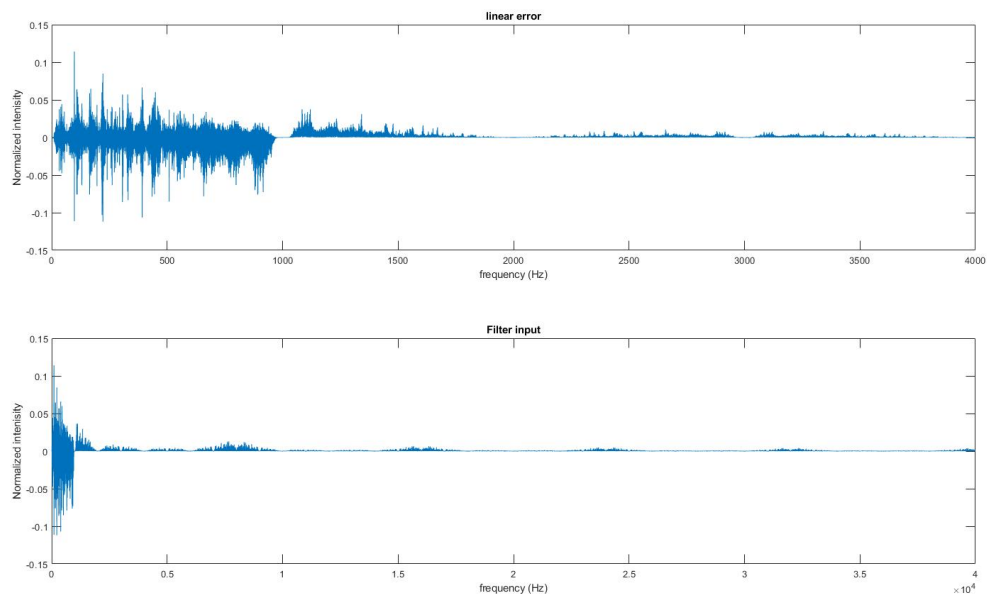 linear error
0.15
0.1
0.05
0
-0.05
-0.1
-0.15
Normalized intenisity
0 500 1000 1500 2000 2500 3000 3500 4000
frequency (Hz)
Filter input
0.15
0.1
0.05
0
-0.05
-0.1
-0.15
Normalized intenisity
0 0.5 1 1.5 2 2.5 3 3.5 4
frequency (Hz)
×10⁴